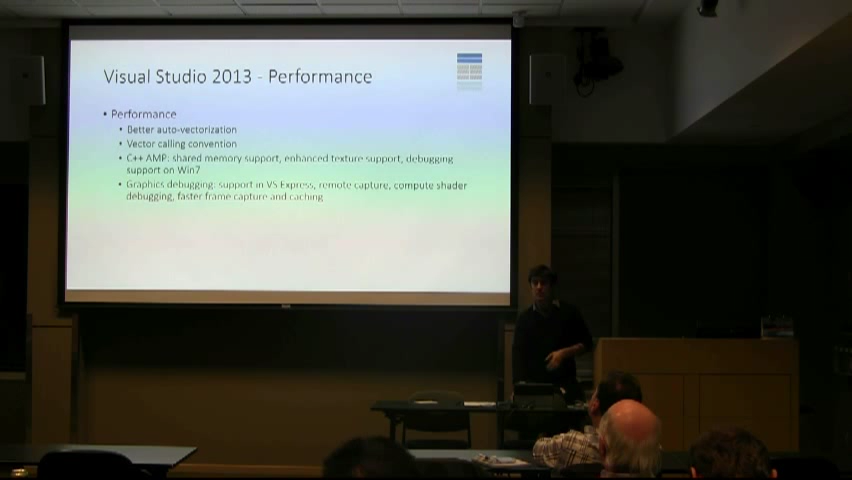 Visual Studio 2013 - Performance
• Performance
• Better auto-vectorization
• Vector calling convention
• C++ AMP: shared memory support, enhanced texture support, debugging
support on Win7
• Graphics debugging: support in VS Express, remote capture, compute shader
debugging, faster frame capture and caching